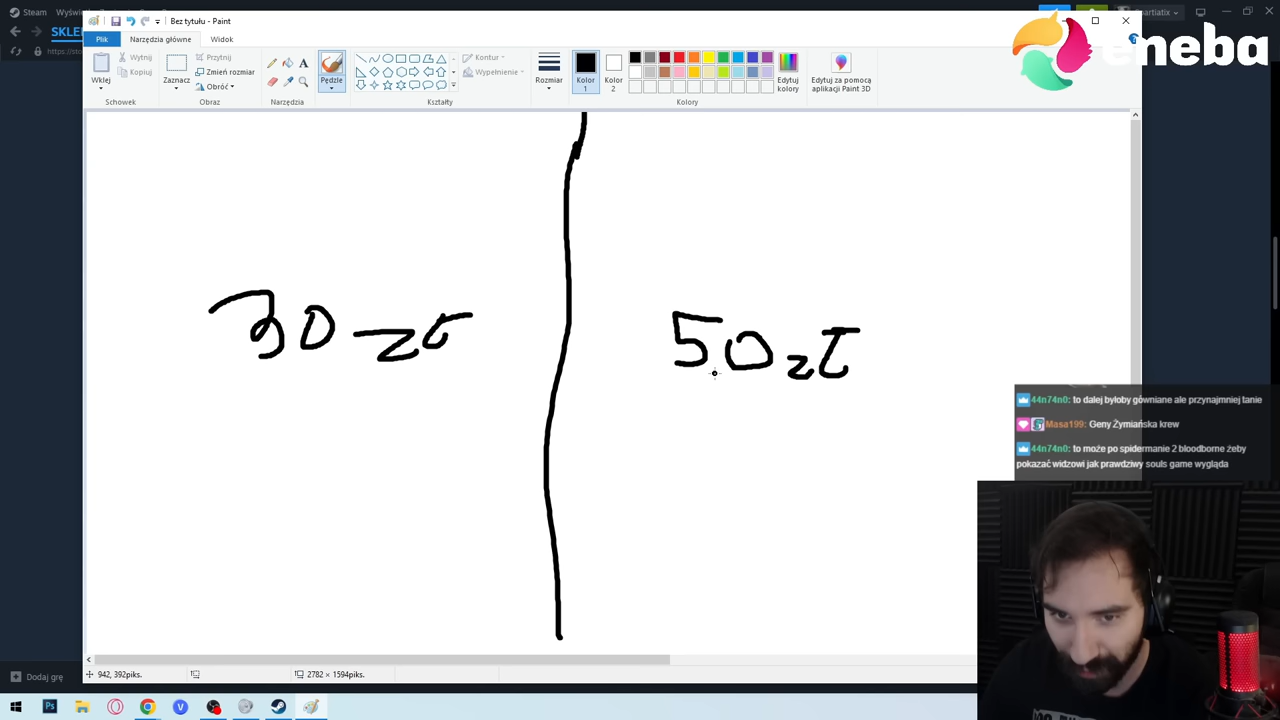 Steam
Wyświetl
Bez tytułu - Paint
artiatix
eneba
SKLEP
Plik
Narzędzia główne
Widok
Wklej
Wytnij
Kopiuj
Zaznacz
Przytnij
Zmień rozmiar
Obróć
Pędzle
Kontur
Wypełnienie
Rozmiar
Kolor 1
Kolor 2
Edytuj kolory
Edytuj za pomocą aplikacji Paint 3D
Schowek
Obraz
Narzędzia
Kształty
Kolory
30 zł
50 zł
44n74n0: to dalej byłoby gówniane ale przynajmniej tanie
Masa199: Geny Żymiańska krew
44n74n0: to może po spidermanie 2 bloodborne żeby
pokazać widzowi jak prawdziwy souls game wygląda
942, 392piks.
2782 × 1594piks.
Dodaj grę